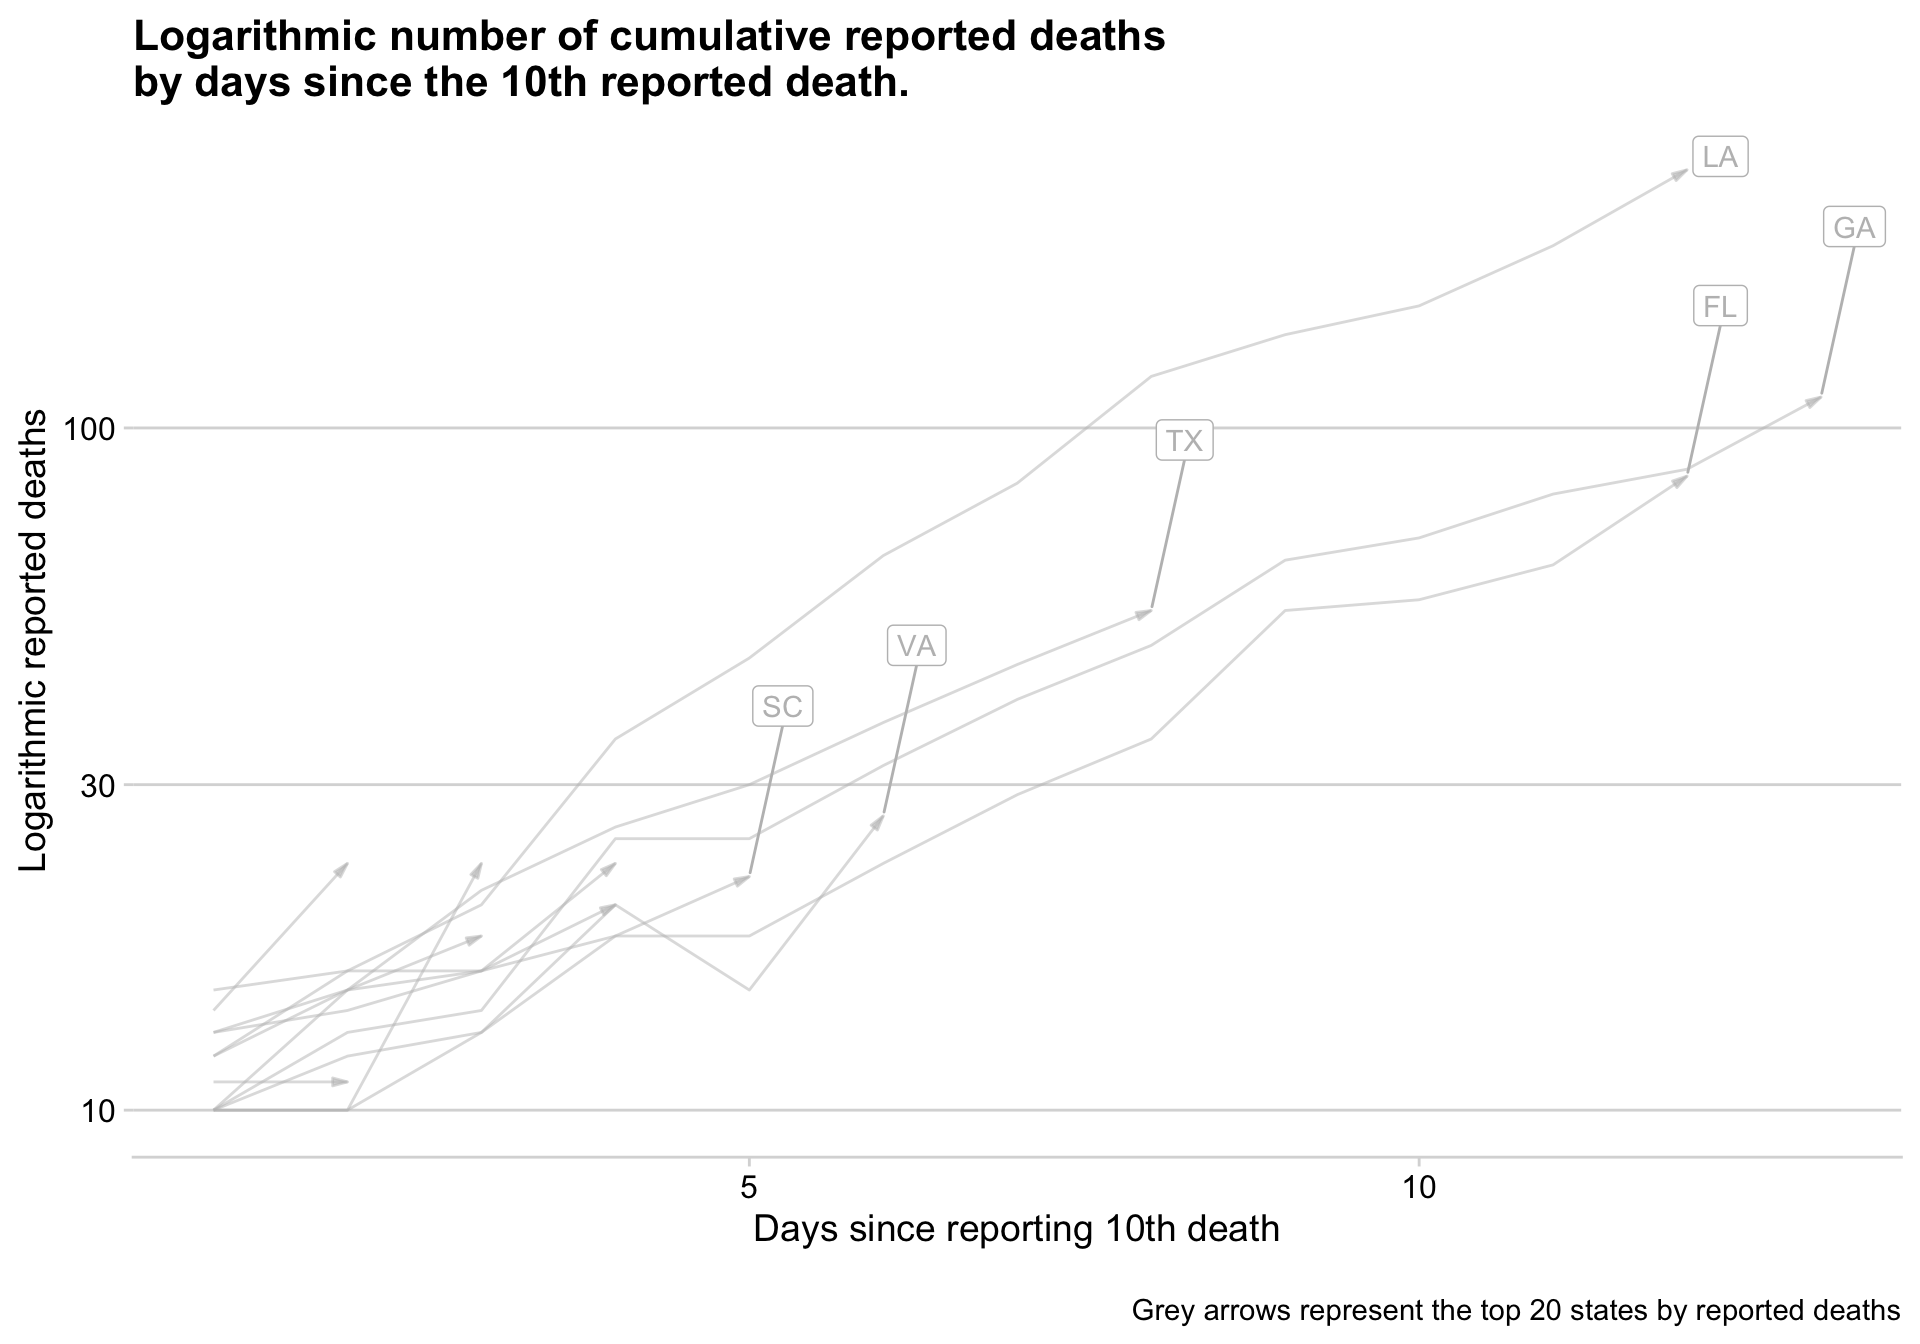 Logarithmic number of cumulative reported deaths
by days since the 10th reported death.
LA
GA
FL
100
TX
VA
SC
30
10
Logarithmic reported deaths
5
10
Days since reporting 10th death
Grey arrows represent the top 20 states by reported deaths